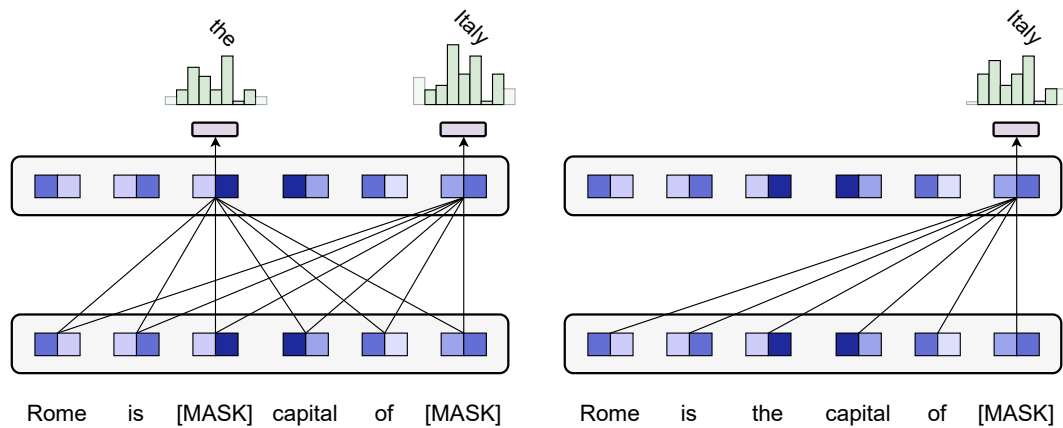 the
Italy
Italy
Rome is [MASK] capital of [MASK]
Rome is the capital of [MASK]